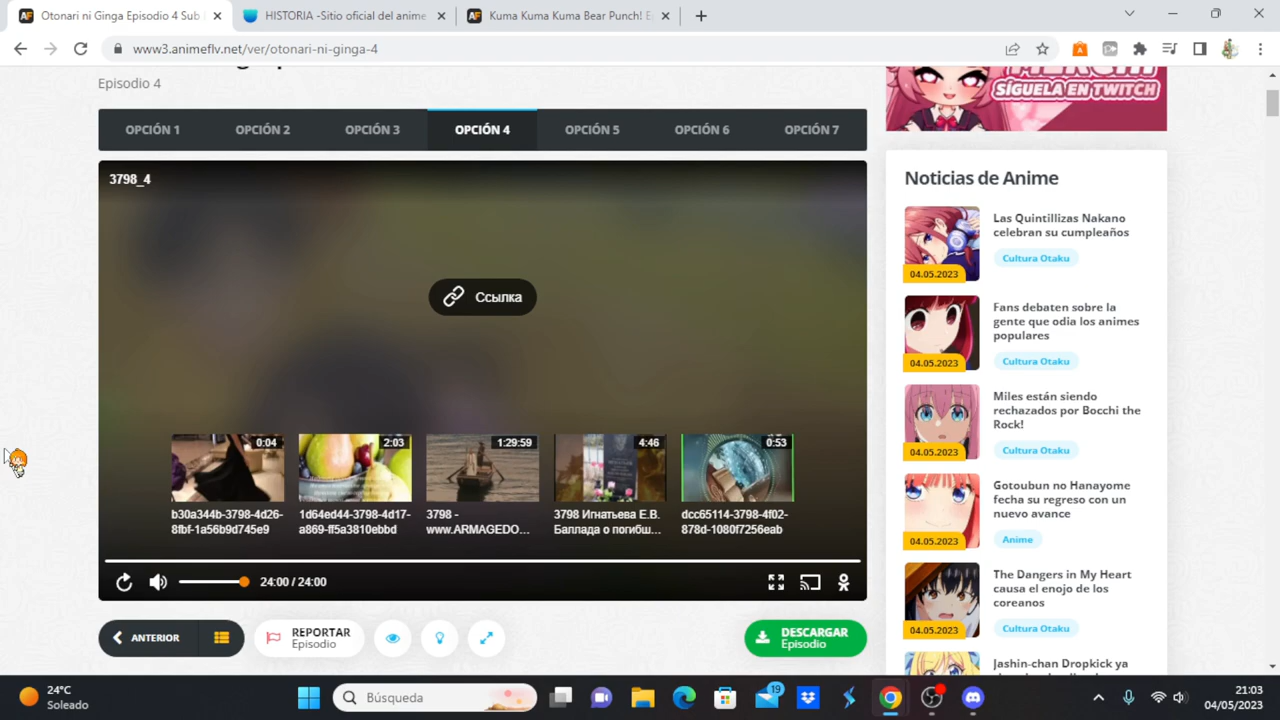 Otonari ni Ginga Episodio 4 Sub
HISTORIA -Sitio oficial del anime
Kuma Kuma Kuma Bear Punch! E
www3.animeflv.net/ver/otonari-ni-ginga-4
Episodio 4
OPCIÓN 1
OPCIÓN 2
OPCIÓN 3
OPCIÓN 4
OPCIÓN 5
OPCIÓN 6
OPCIÓN 7
3798_4
Ссылка
0:04
2:03
1:29:59
4:46
0:53
b30a344b-3798-4d26-
8fbf-1a56b9d745e9
1d64ed44-3798-4d17-
a869-ff5a3810ebbd
3798 -
www.ARMAGEDO...
3798 Игнатьева Е.В.
Баллада о погибш...
dcc65114-3798-4f02-
878d-1080f7256eab
24:00 / 24:00
ANTERIOR
REPORTAR
Episodio
DESCARGAR
Episodio
SÍGUELA EN TWITCH
Noticias de Anime
Las Quintillizas Nakano
celebran su cumpleaños
Cultura Otaku
04.05.2023
Fans debaten sobre la
gente que odia los animes
populares
Cultura Otaku
04.05.2023
Miles están siendo
rechazados por Bocchi the
Rock!
Cultura Otaku
04.05.2023
Gotoubun no Hanayome
fecha su regreso con un
nuevo avance
Anime
04.05.2023
The Dangers in My Heart
causa el enojo de los
coreanos
Cultura Otaku
04.05.2023
Jashin-chan Dropkick ya
24°C
Soleado
Búsqueda
19
21:03
04/05/2023